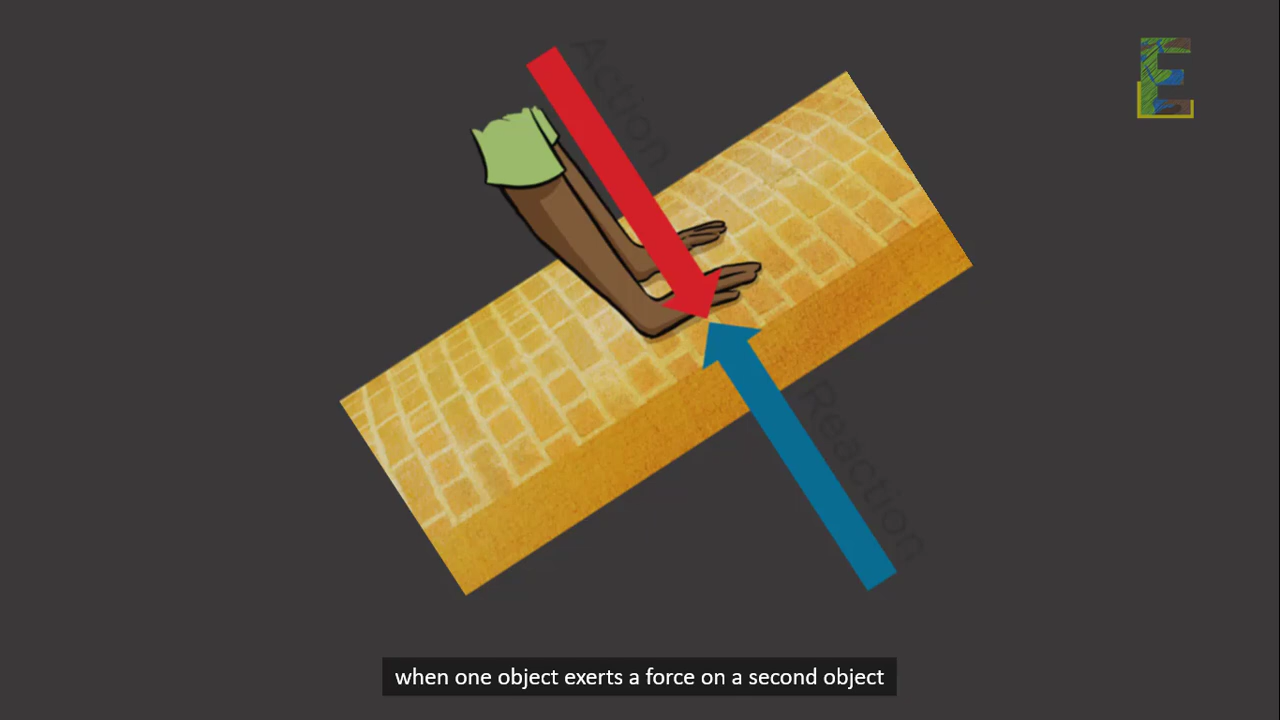 Action
E
Reaction
when one object exerts a force on a second object